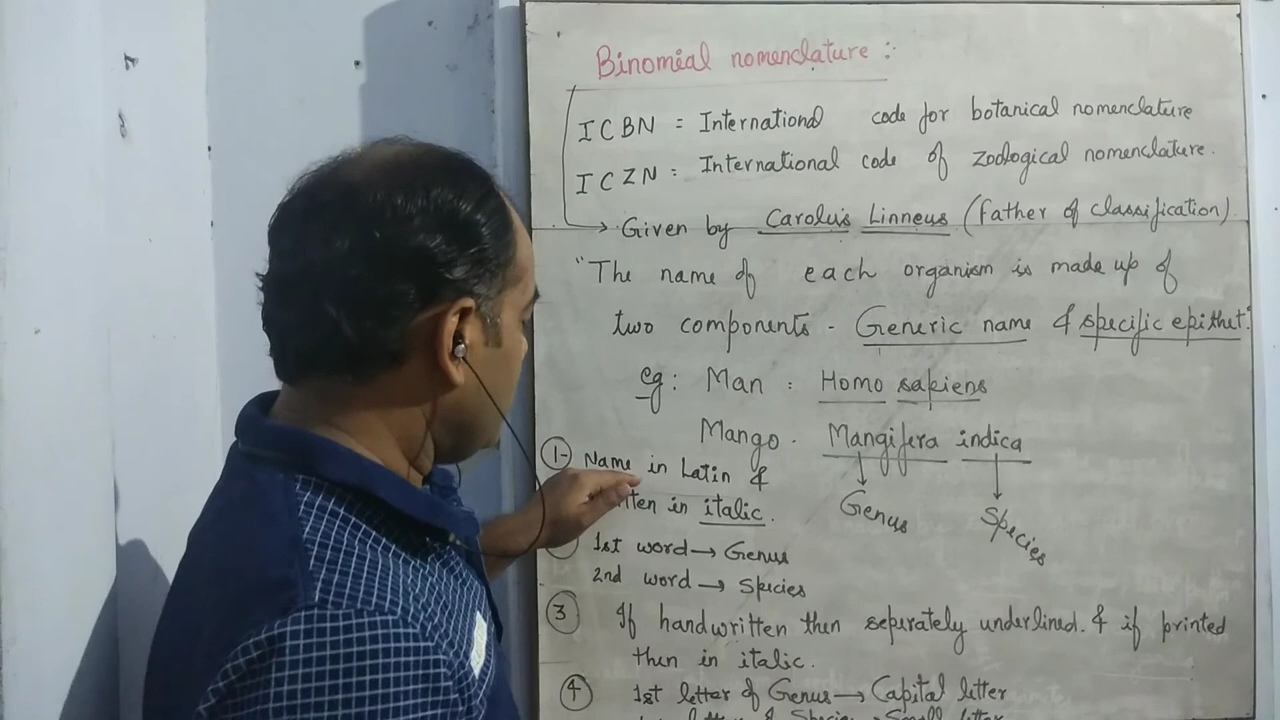 Binomial nomenclature :-
ICBN = International code for botanical nomenclature
ICZN = International code of zoological nomenclature.
→ Given by Carolus Linneus (father of classification)
"The name of each organism is made up of
two components - Generic name & specific epithet."
eg: Man : Homo sapiens
Mango - Mangifera indica
Genus Species
1- Name in Latin &
in italic.
1st word → Genus
2nd word → Species
3 If handwritten then seperately underlined. & if printed
then in italic.
4 1st letter of Genus → Capital letter